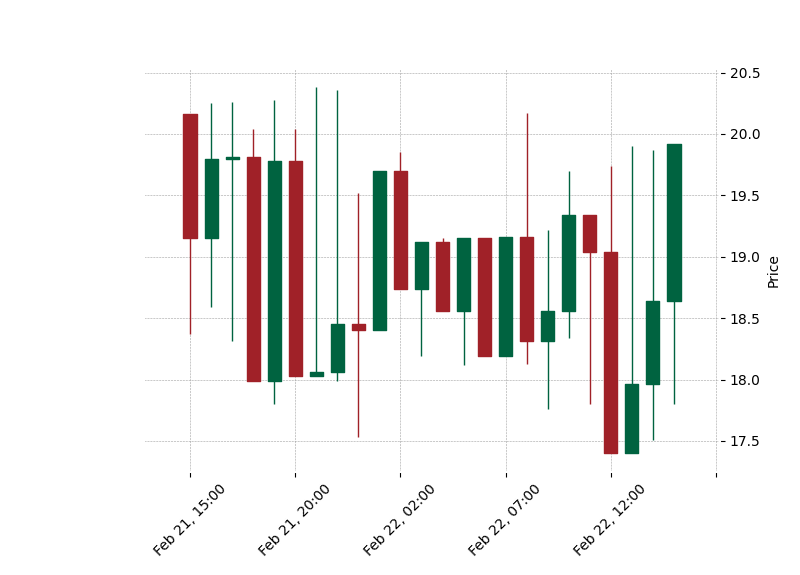 20.5
20.0
19.5
19.0
18.5
18.0
17.5
Price
Feb 21, 15:00
Feb 21, 20:00
Feb 22, 02:00
Feb 22, 07:00
Feb 22, 12:00